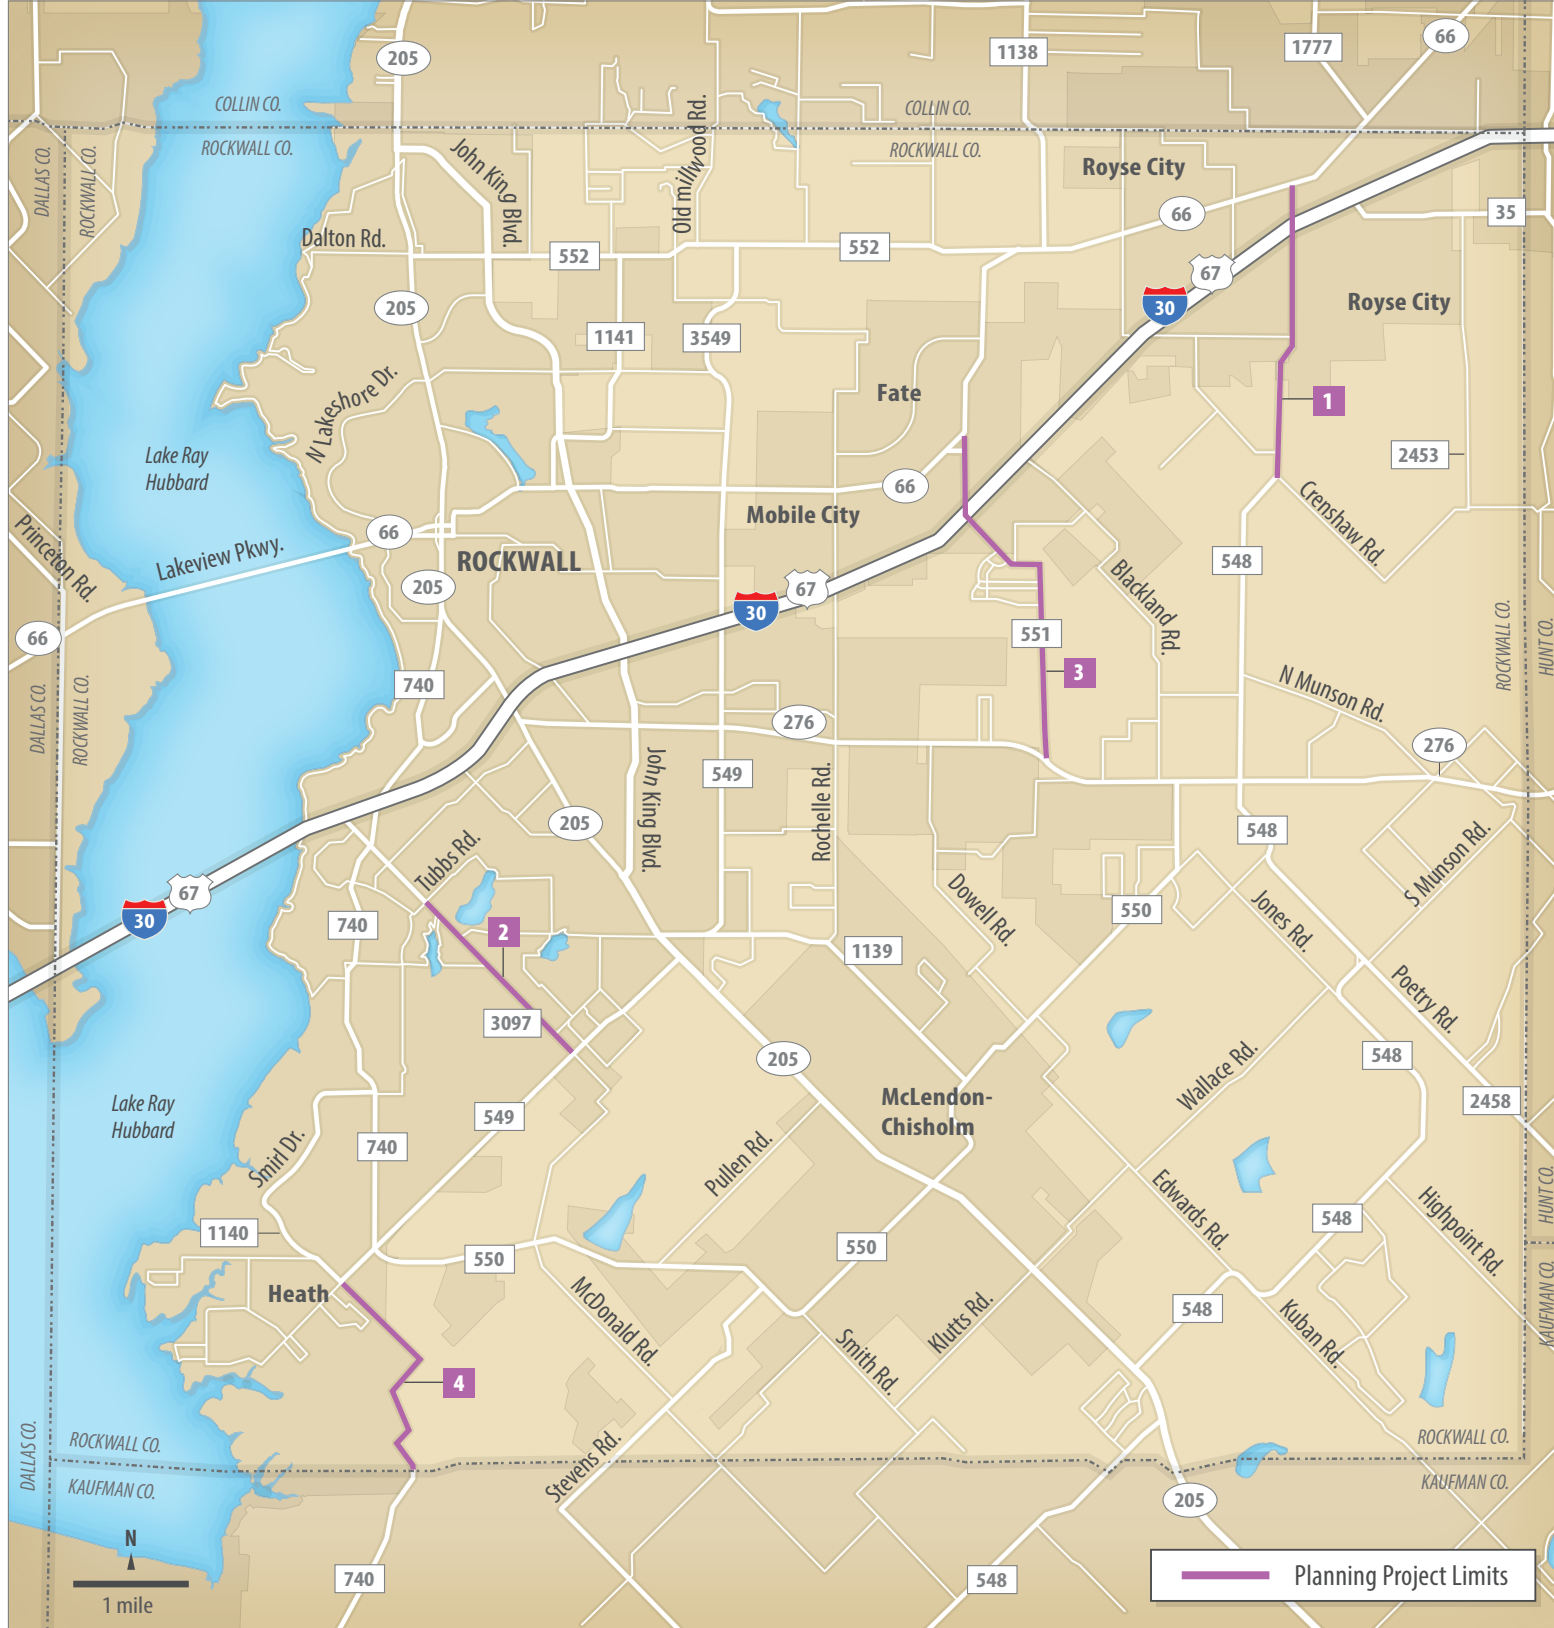 66
205
1138
1777
COLLIN CO.
COLLIN CO.
ROCKWALL CO.
ROCKWALL CO.
DALLAS CO.
ROCKWALL CO.
John King Blvd.
Old millwood Rd.
Royse City
66
35
Dalton Rd.
552
552
67
30
Royse City
205
1141
3549
N Lakeshore Dr.
Fate
1
Lake Ray
Hubbard
2453
66
Crenshaw Rd.
Mobile City
Princeton Rd.
66
Lakeview Pkwy.
ROCKWALL
548
205
67
30
Blackland Rd.
66
551
ROCKWALL CO.
HUNT CO.
3
740
N Munson Rd.
DALLAS CO.
ROCKWALL CO.
276
276
John King Blvd.
549
Rochelle Rd.
205
548
Tubbs Rd.
S Munson Rd.
67
30
Dowell Rd.
550
Jones Rd.
740
2
1139
Poetry Rd.
3097
205
548
Wallace Rd.
Lake Ray
Hubbard
McLendon-
Chisholm
2458
549
Smirl Dr.
740
Pullen Rd.
Edwards Rd.
Highpoint Rd.
HUNT CO.
548
1140
550
550
KAUFMAN CO.
Heath
McDonald Rd.
548
Kuban Rd.
Klutts Rd.
Smith Rd.
4
DALLAS CO.
ROCKWALL CO.
ROCKWALL CO.
Stevens Rd.
KAUFMAN CO.
KAUFMAN CO.
205
N
1 mile
740
548
Planning Project Limits